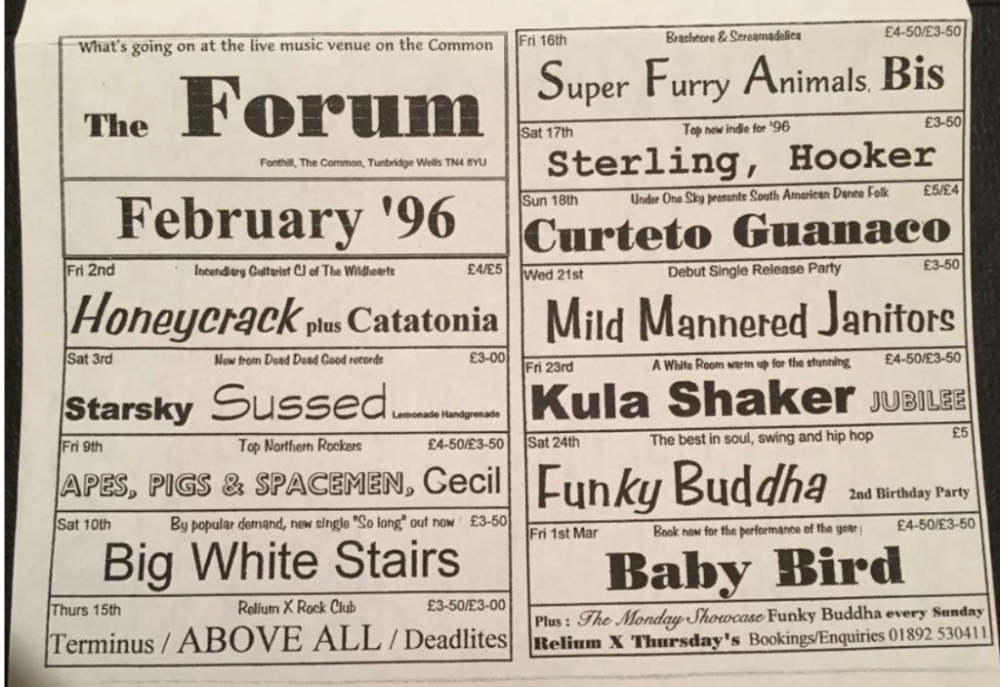 What's going on at the live music venue on the Common
The Forum
Fonthill, The Common, Tunbridge Wells TN4 8YU
February '96
Fri 2nd Incendiary Guitarist CJ of The Wildhearts £4/£5
Honeycrack plus Catatonia
Sat 3rd New from Dead Dead Good records £3-00
Starsky Sussed Lemonade Handgrenade
Fri 9th Top Northern Rockers £4-50/£3-50
APES, PIGS & SPACEMEN, Cecil
Sat 10th By popular demand, new single "So long" out now ! £3-50
Big White Stairs
Thurs 15th Relium X Rock Club £3-50/£3-00
Terminus / ABOVE ALL / Deadlites
Fri 16th Brashcore & Screamadelica £4-50/£3-50
Super Furry Animals, Bis
Sat 17th Top new indie for '96 £3-50
Sterling, Hooker
Sun 18th Under One Sky presents South American Dance Folk £5/£4
Curteto Guanaco
Wed 21st Debut Single Release Party £3-50
Mild Mannered Janitors
Fri 23rd A White Room warm up for the stunning £4-50/£3-50
Kula Shaker JUBILEE
Sat 24th The best in soul, swing and hip hop £5
Funky Buddha 2nd Birthday Party
Fri 1st Mar Book now for the performance of the year ! £4-50/£3-50
Baby Bird
Plus : The Monday Showcase Funky Buddha every Sunday
Relium X Thursday's Bookings/Enquiries 01892 530411